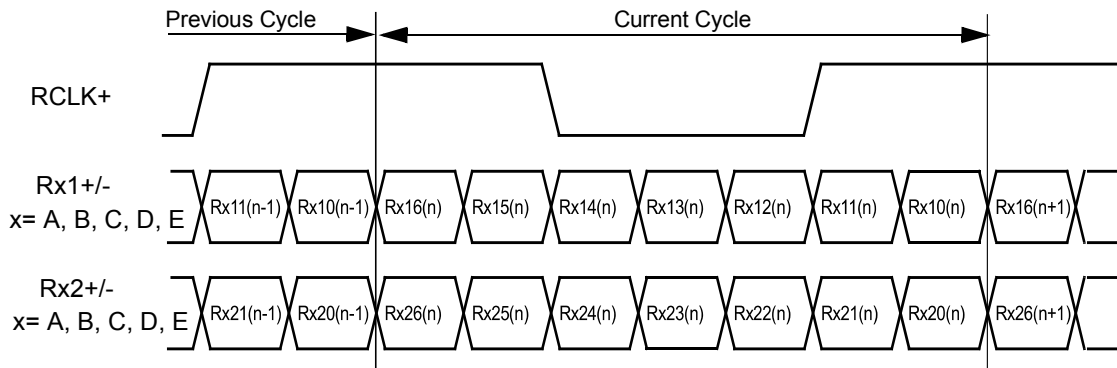 Previous Cycle Current Cycle
RCLK+
Rx1+/-
x= A, B, C, D, E
Rx11(n-1) Rx10(n-1) Rx16(n) Rx15(n) Rx14(n) Rx13(n) Rx12(n) Rx11(n) Rx10(n) Rx16(n+1)
Rx2+/-
x= A, B, C, D, E
Rx21(n-1) Rx20(n-1) Rx26(n) Rx25(n) Rx24(n) Rx23(n) Rx22(n) Rx21(n) Rx20(n) Rx26(n+1)